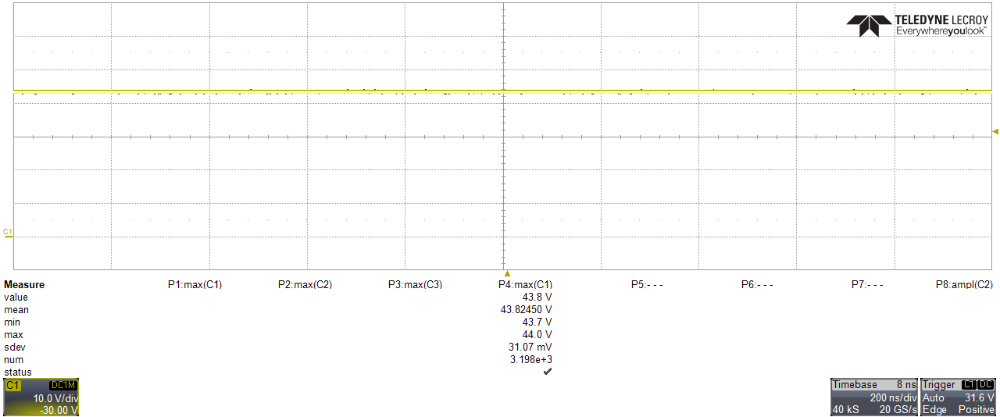 TELEDYNE LECROY
Everywhereyoulook™
C1
Measure P1:max(C1) P2:max(C2) P3:max(C3) P4:max(C1) P5:- - - P6:- - - P7:- - - P8:ampl(C2)
value 43.8 V
mean 43.82450 V
min 43.7 V
max 44.0 V
sdev 31.07 mV
num 3.198e+3
status ✓
C1 DC1M
10.0 V/div
-30.00 V
Timebase 8 ns
200 ns/div
40 kS 20 GS/s
Trigger C1 DC
Auto 31.6 V
Edge Positive